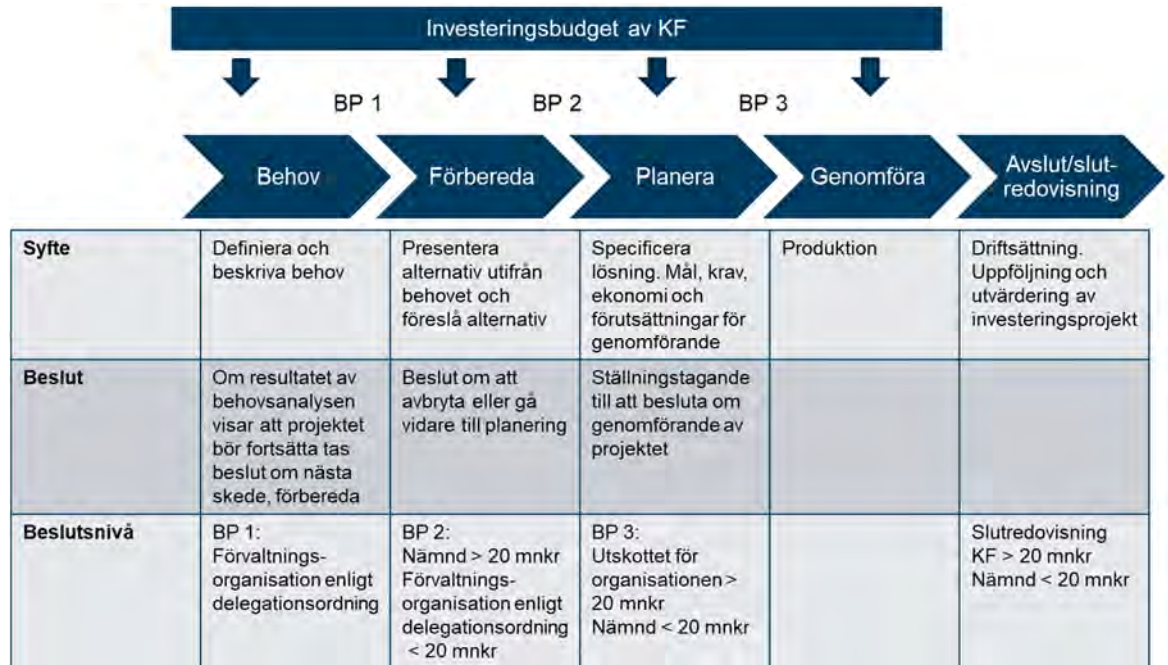 Investeringsbudget av KF
BP 1
BP 2
BP 3
Behov
Förbereda
Planera
Genomföra
Avslut/slut-
redovisning
Syfte
Definiera och
beskriva behov
Presentera
alternativ utifrån
behovet och
föreslå alternativ
Specificera
lösning. Mål, krav,
ekonomi och
förutsättningar för
genomförande
Produktion
Driftsättning.
Uppföljning och
utvärdering av
investeringsprojekt
Beslut
Om resultatet av
behovsanalysen
visar att projektet
bör fortsätta tas
beslut om nästa
skede, förbereda
Beslut om att
avbryta eller gå
vidare till planering
Ställningstagande
till att besluta om
genomförande av
projektet
Beslutsnivå
BP 1:
Förvaltnings-
organisation enligt
delegationsordning
BP 2:
Nämnd > 20 mnkr
Förvaltnings-
organisation enligt
delegationsordning
< 20 mnkr
BP 3:
Utskottet för
organisationen >
20 mnkr
Nämnd < 20 mnkr
Slutredovisning
KF > 20 mnkr
Nämnd < 20 mnkr